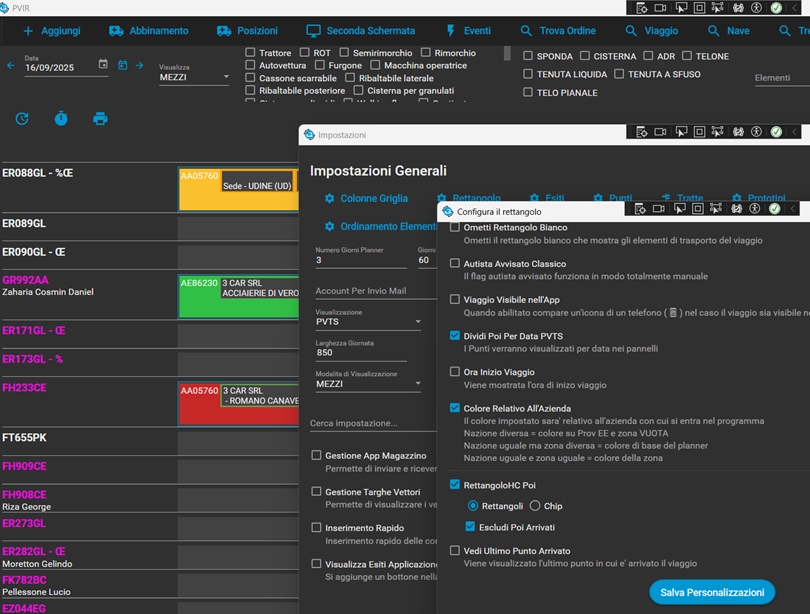 PVIR
Aggiungi
Abbinamento
Posizioni
Seconda Schermata
Eventi
Trova Ordine
Viaggio
Nave
Data
16/09/2025
Visualizza
MEZZI
Trattore
ROT
Semirimorchio
Rimorchio
Autovettura
Furgone
Macchina operatrice
Cassone scarrabile
Ribaltabile laterale
Ribaltabile posteriore
Cisterna per granulati
SPONDA
CISTERNA
ADR
TELONE
TENUTA LIQUIDA
TENUTA A SFUSO
TELO PIANALE
Elementi
ER088GL - %Œ
AA05760
Sede - UDINE (UD)
ER089GL
ER090GL - Œ
GR992AA
Zaharia Cosmin Daniel
AE86230
3 CAR SRL
ACCIAIERIE DI VERO
ER171GL - Œ
ER173GL - %
FH233CE
AA05760
3 CAR SRL
- ROMANO CANAVE
FT655PK
FH909CE
FH908CE
Riza George
ER273GL
ER282GL - Œ
Moretton Gelindo
FK782BC
Pellessone Lucio
EZ044EG
Impostazioni
Impostazioni Generali
Colonne Griglia
Rettangolo
Esiti
Punti
Tratte
Prototipi
Ordinamento Element
Numero Giorni Planner
3
Giorni
60
Account Per Invio Mail
Visualizzazione
PVTS
Larghezza Giornata
850
Modalita di Visualizzazione
MEZZI
Cerca impostazione...
Gestione App Magazzino
Permette di inviare e ricever
Gestione Targhe Vettori
Permette di visualizzare i ve
Inserimento Rapido
Inserimento rapido delle co
Visualizza Esiti Applicazione
Si aggiunge un bottone nella
Configura il rettangolo
Ometti Rettangolo Bianco
Ometti il rettangolo bianco che mostra gli elementi di trasporto del viaggio
Autista Avvisato Classico
Il flag autista avvisato funziona in modo totalmente manuale
Viaggio Visibile nell'App
Quando abilitato compare un'icona di un telefono ( ) nel caso il viaggio sia visibile n
Dividi Poi Per Data PVTS
I Punti verranno visualizzati per data nei pannelli
Ora Inizio Viaggio
Viene mostrata l'ora di inizo viaggio
Colore Relativo All'Azienda
Il colore impostato sara' relativo all'azienda con cui si entra nel programma
Nazione diversa = colore su Prov EE e zona VUOTA
Nazione uguale ma zona diversa = colore di base del planner
Nazione uguale e zona uguale = colore della zona
RettangoloHC Poi
Rettangoli
Chip
Escludi Poi Arrivati
Vedi Ultimo Punto Arrivato
Viene visualizzato l'ultimo punto in cui e' arrivato il viaggio
Salva Personalizzazioni